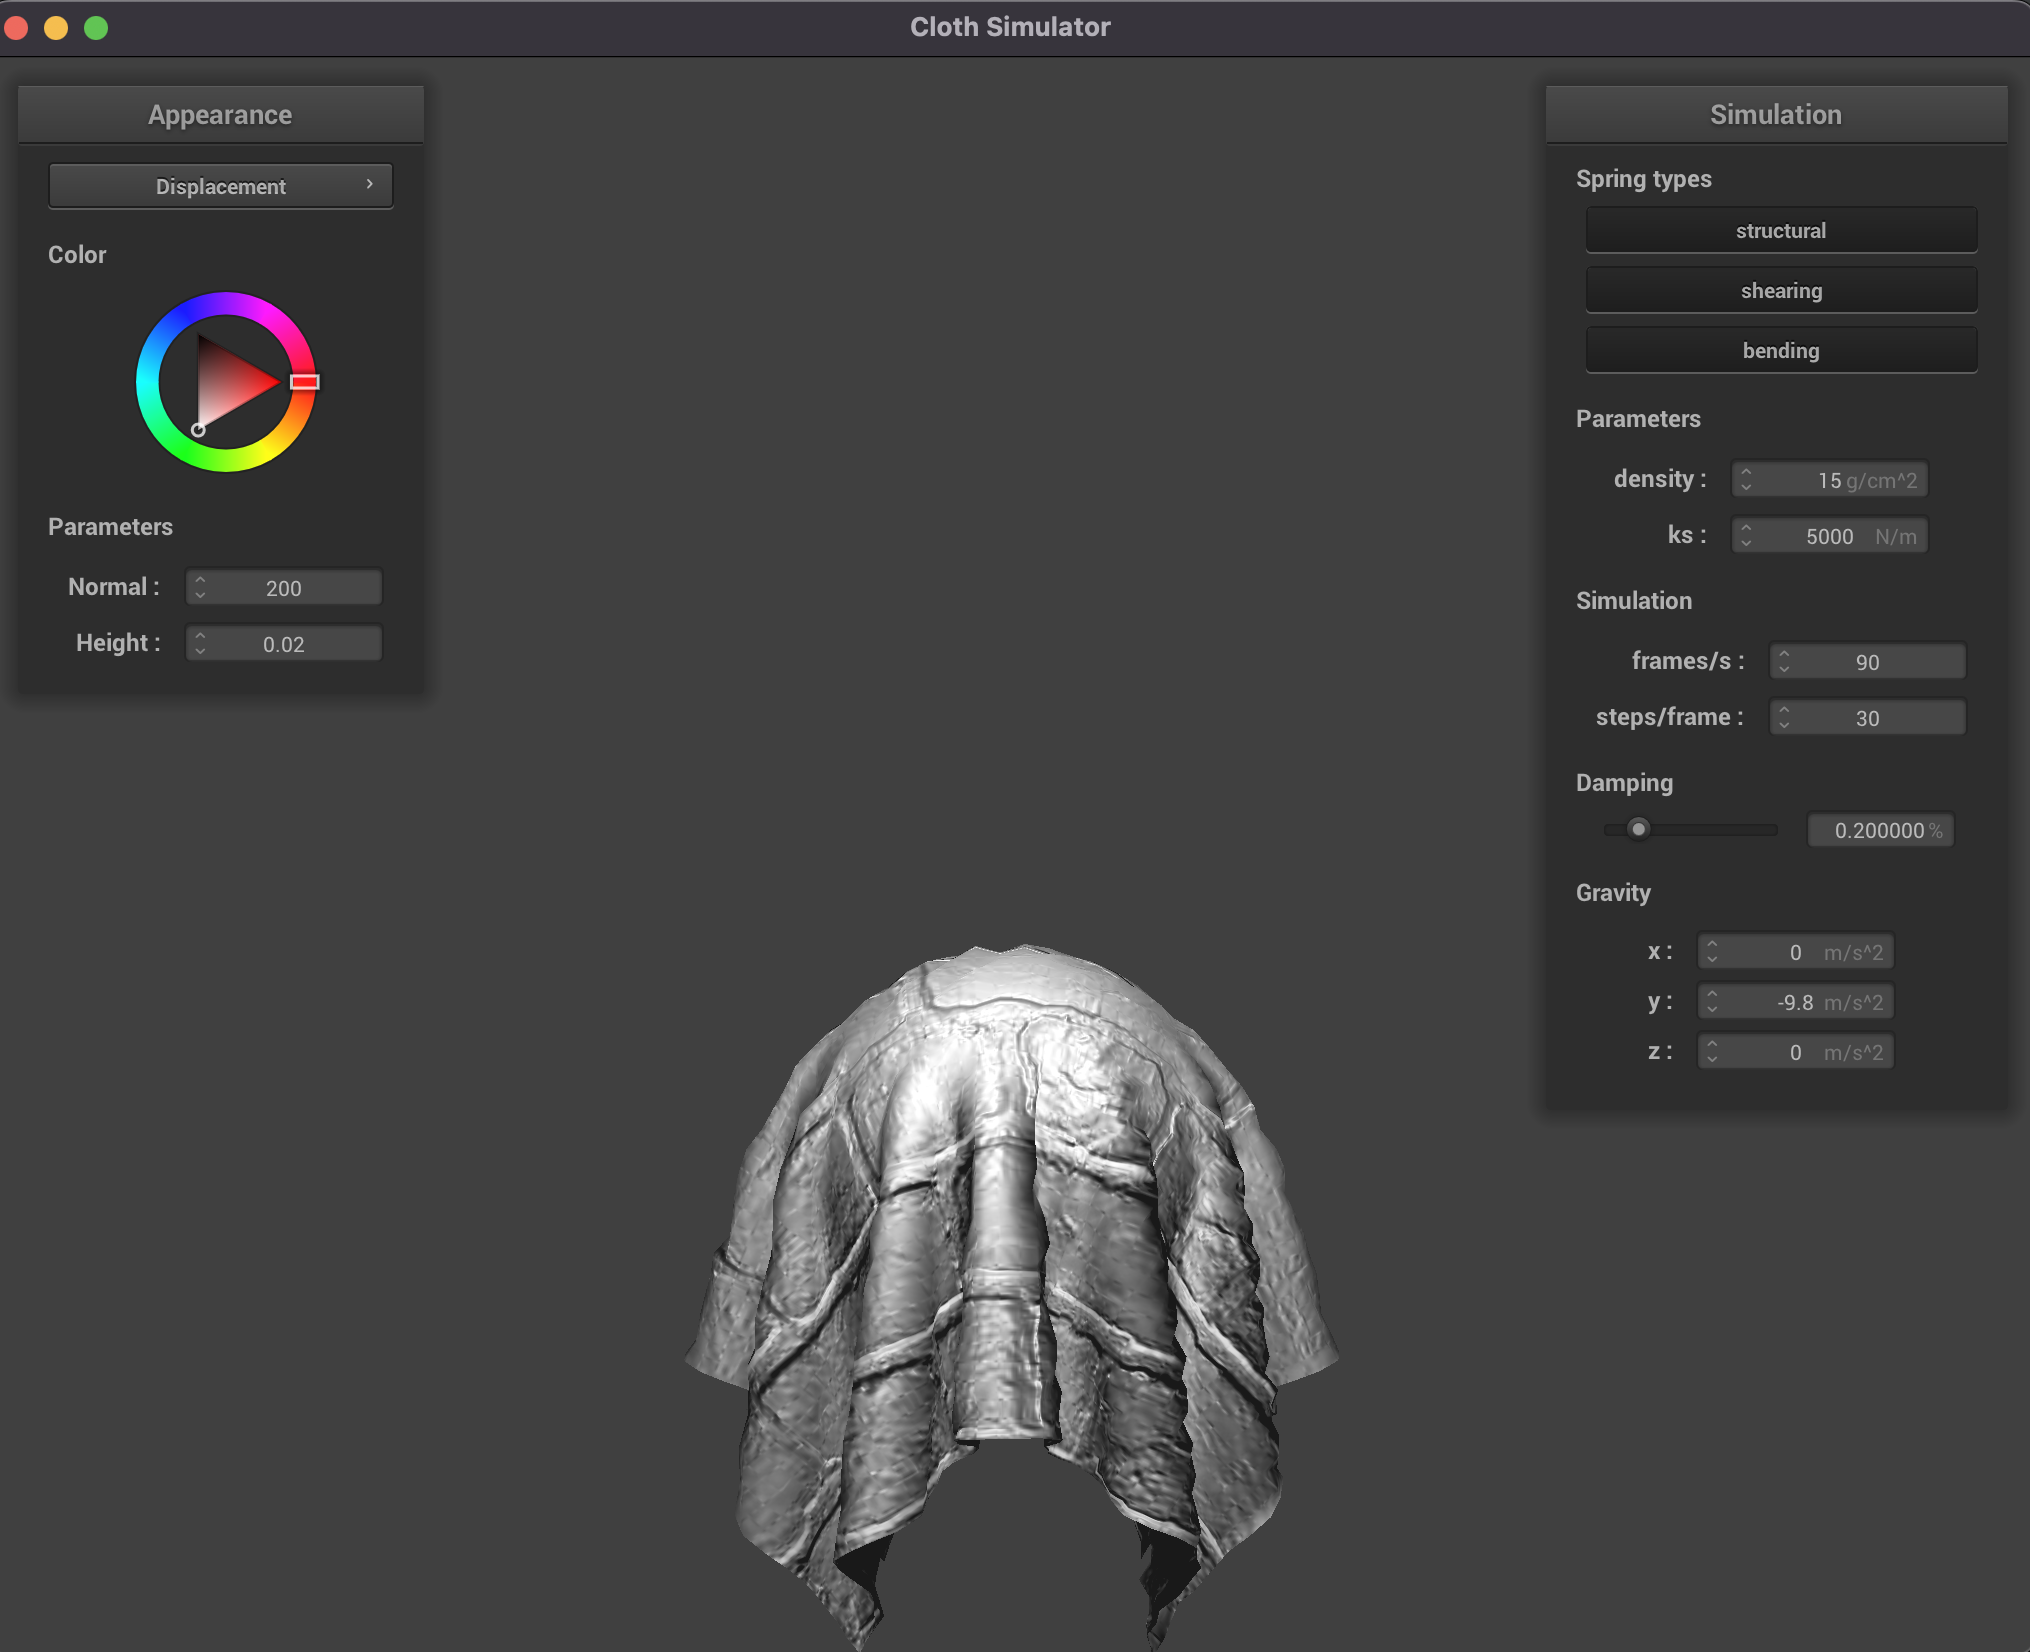 Cloth Simulator
Appearance
Displacement
Color
Parameters
Normal : 200
Height : 0.02
Simulation
Spring types
structural
shearing
bending
Parameters
density : 15 g/cm^2
ks : 5000 N/m
Simulation
frames/s : 90
steps/frame : 30
Damping
0.200000 %
Gravity
x : 0 m/s^2
y : -9.8 m/s^2
z : 0 m/s^2